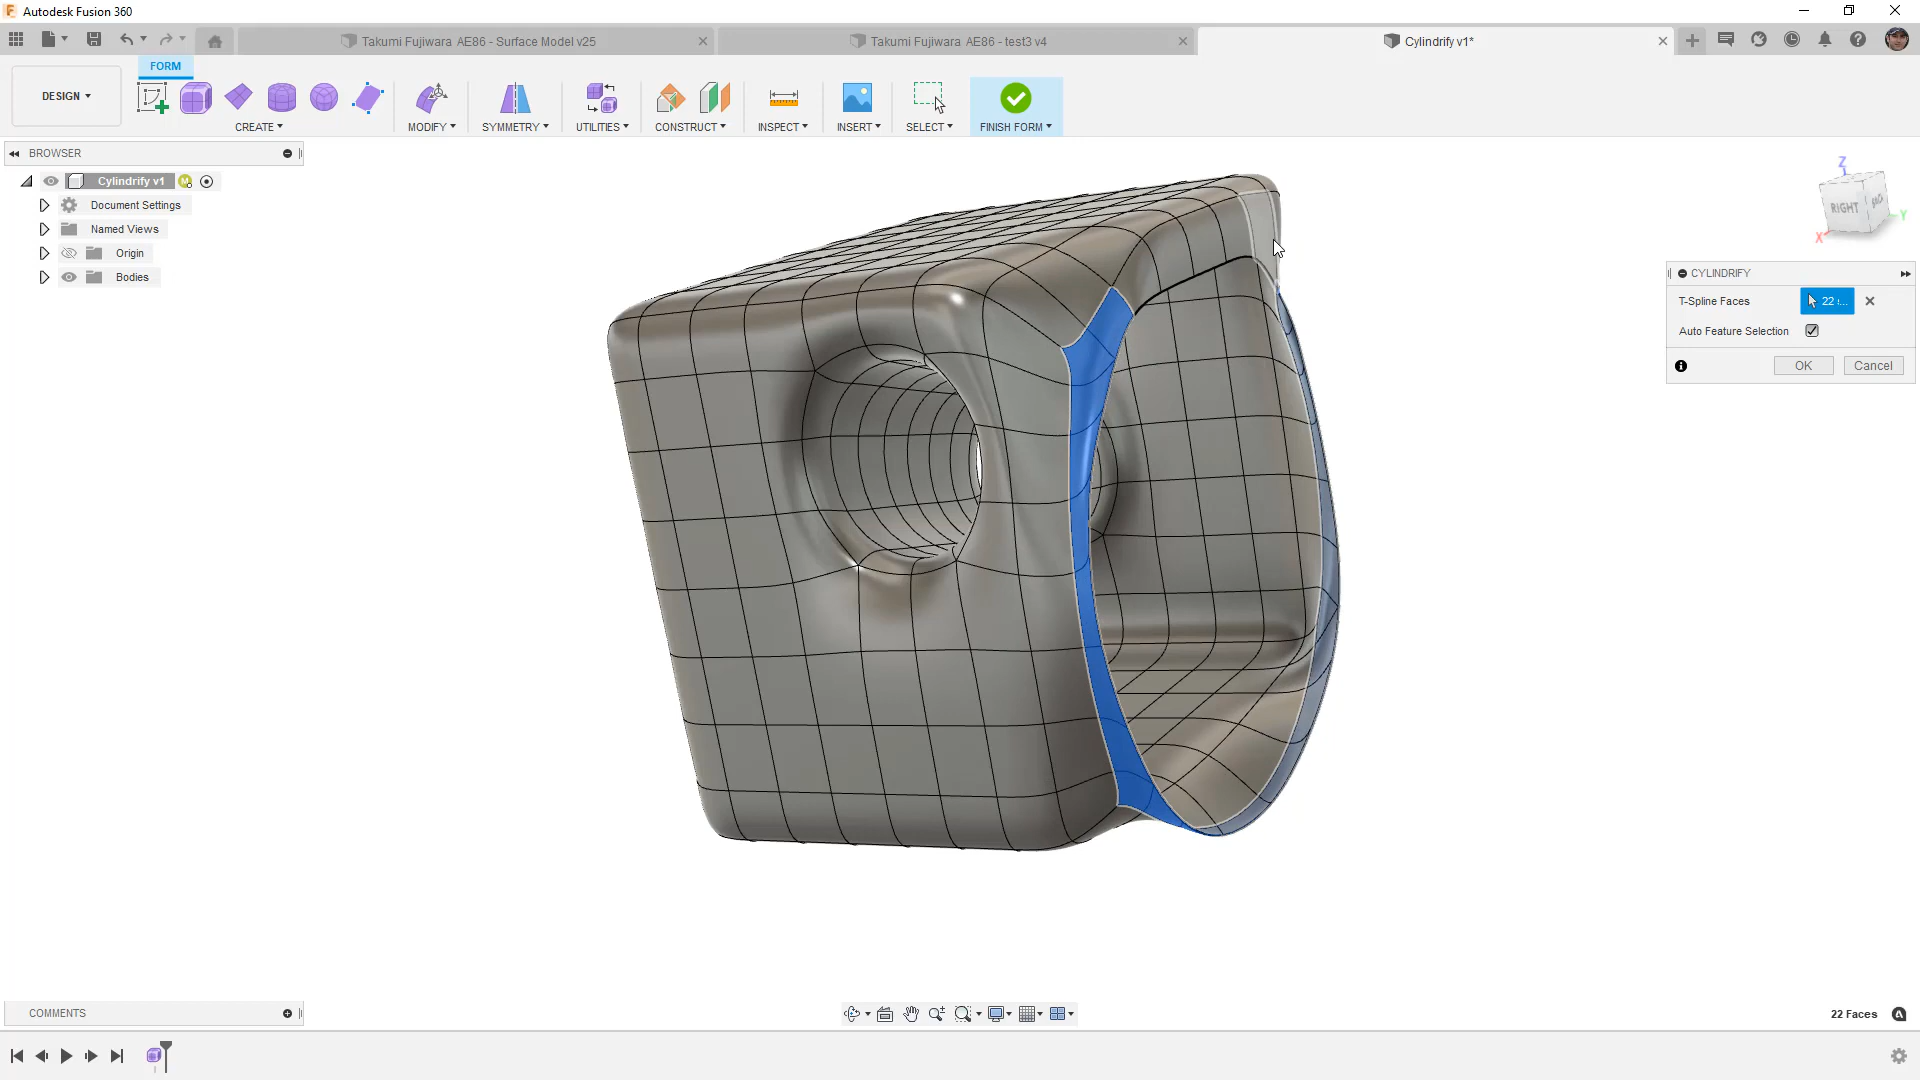 Autodesk Fusion 360
Takumi Fujiwara AE86 - Surface Model v25
Takumi Fujiwara AE86 - test3 v4
Cylindrify v1*
FORM
DESIGN
CREATE
MODIFY
SYMMETRY
UTILITIES
CONSTRUCT
INSPECT
INSERT
SELECT
FINISH FORM
BROWSER
Cylindrify v1
Document Settings
Named Views
Origin
Bodies
Z
RIGHT
Y
X
CYLINDRIFY
T-Spline Faces
22 ...
Auto Feature Selection
OK
Cancel
COMMENTS
22 Faces